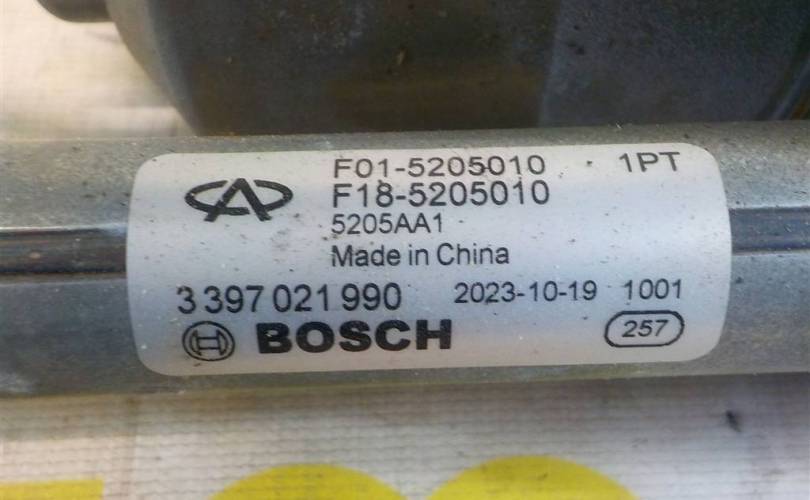 F01-5205010 1PT
F18-5205010
5205AA1
Made in China
3 397 021 990 2023-10-19 1001
BOSCH 257